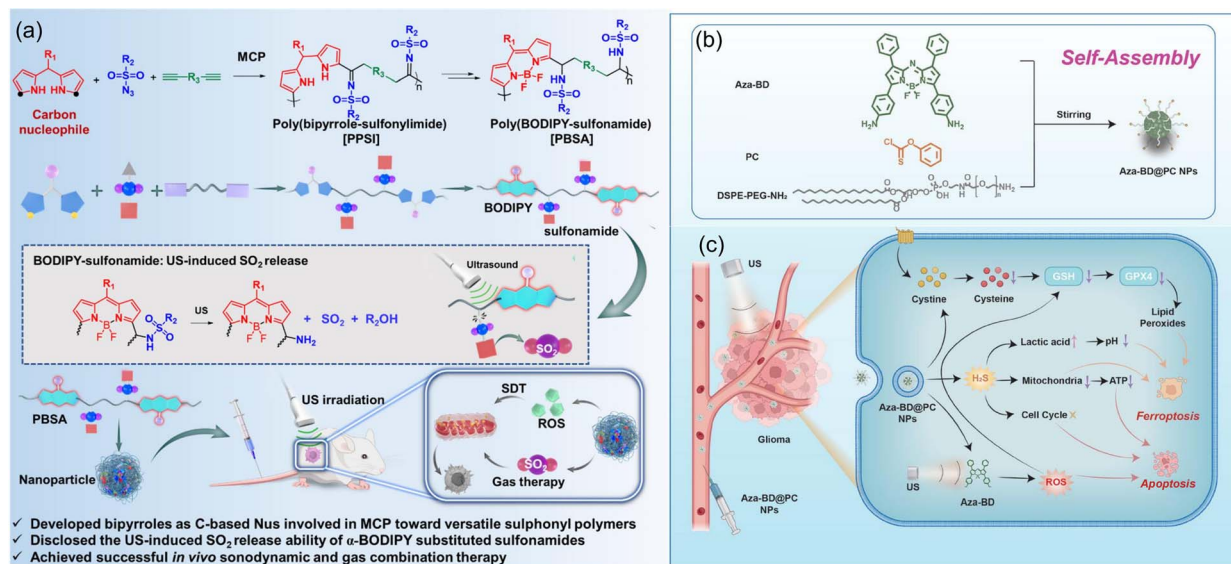 (a)
R₁
NH HN
Carbon
nucleophile
+
R₂
O=S=O
N₃
+
R₃
MCP
R₁
NH
HN
N
O=S=O
R₂
R₃
R₂
O=S=O
N
n
Poly(bipyrrole-sulfonylimide)
[PPSI]
R₁
N
B
F
F
N
HN
O=S=O
R₂
R₃
R₂
O=S=O
HN
n
Poly(BODIPY-sulfonamide)
[PBSA]
BODIPY
sulfonamide
BODIPY-sulfonamide: US-induced SO₂ release
Ultrasound
R₁
N
B
F F
N
R₂
O
S
O
N
H
US
R₁
N
B
F F
N
NH₂
+ SO₂ + R₂OH
SO₂
PBSA
Nanoparticle
US irradiation
SDT
ROS
SO₂
Gas therapy
✓ Developed bipyrroles as C-based Nus involved in MCP toward versatile sulphonyl polymers
✓ Disclosed the US-induced SO₂ release ability of α-BODIPY substituted sulfonamides
✓ Achieved successful in vivo sonodynamic and gas combination therapy
(b)
Self-Assembly
Aza-BD
N
N
B
N
F F
H₂N
NH₂
PC
Cl
O
S
DSPE-PEG-NH₂
Stirring
Aza-BD@PC NPs
(c)
US
Glioma
Aza-BD@PC
NPs
Cystine
Cysteine
GSH
GPX4
Lipid
Peroxides
Lactic acid
pH
H₂S
Mitochondria
ATP
Cell Cycle
Ferroptosis
Aza-BD@PC
NPs
US
Aza-BD
ROS
Apoptosis